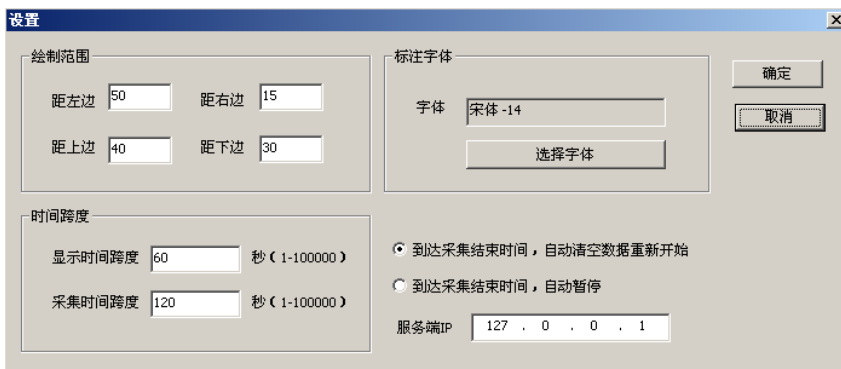 设置
绘制范围
距左边 50 距右边 15
距上边 40 距下边 30
标注字体
字体 宋体 -14
选择字体
确定
取消
时间跨度
显示时间跨度 60 秒(1-100000)
采集时间跨度 120 秒(1-100000)
到达采集结束时间,自动清空数据重新开始
到达采集结束时间,自动暂停
服务端IP 127 . 0 . 0 . 1